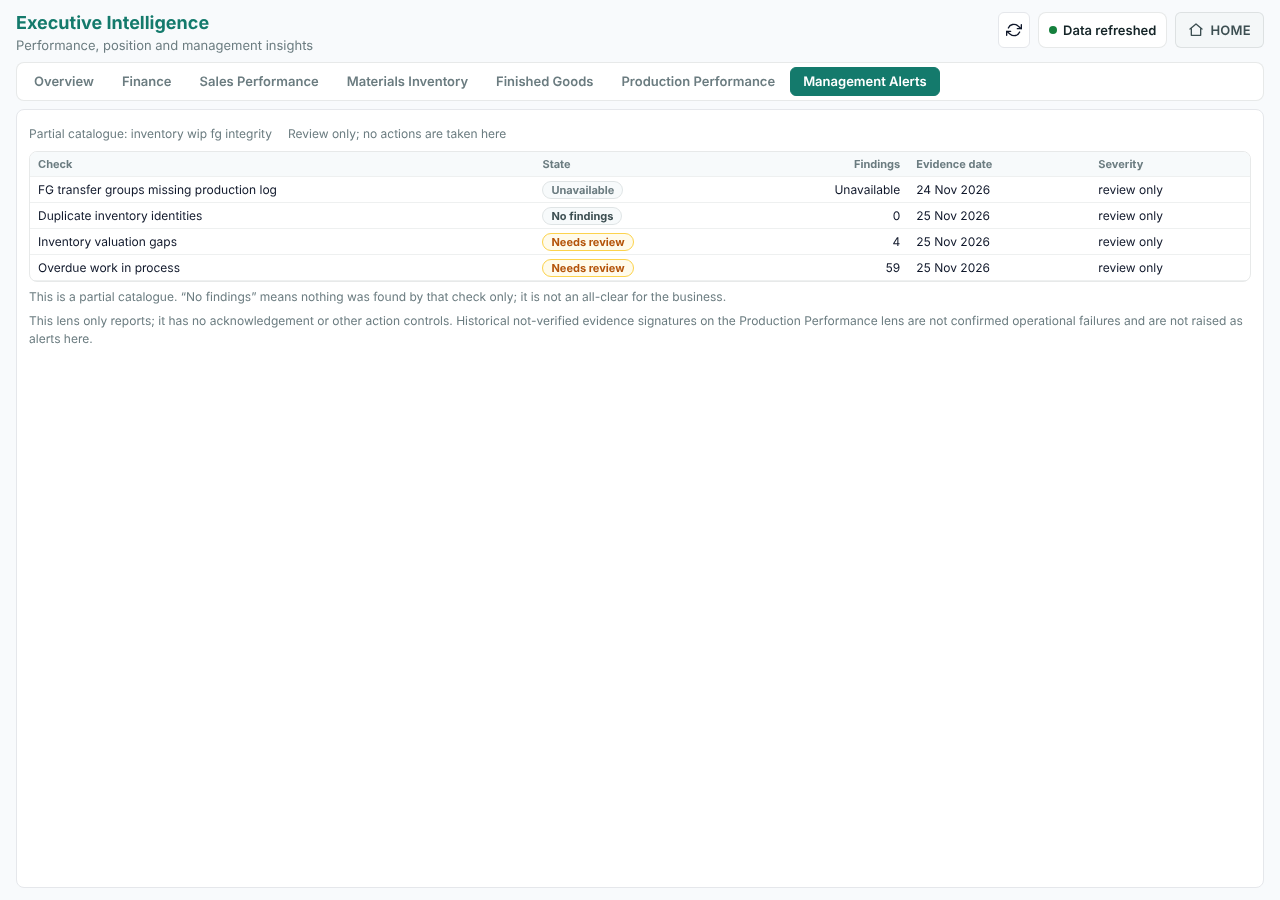 Executive Intelligence
Performance, position and management insights
Data refreshed
HOME
Overview Finance Sales Performance Materials Inventory Finished Goods Production Performance Management Alerts
Partial catalogue: inventory wip fg integrity Review only; no actions are taken here
Check State Findings Evidence date Severity
FG transfer groups missing production log Unavailable Unavailable 24 Nov 2026 review only
Duplicate inventory identities No findings 0 25 Nov 2026 review only
Inventory valuation gaps Needs review 4 25 Nov 2026 review only
Overdue work in process Needs review 59 25 Nov 2026 review only
This is a partial catalogue. “No findings” means nothing was found by that check only; it is not an all-clear for the business.
This lens only reports; it has no acknowledgement or other action controls. Historical not-verified evidence signatures on the Production Performance lens are not confirmed operational failures and are not raised as
alerts here.